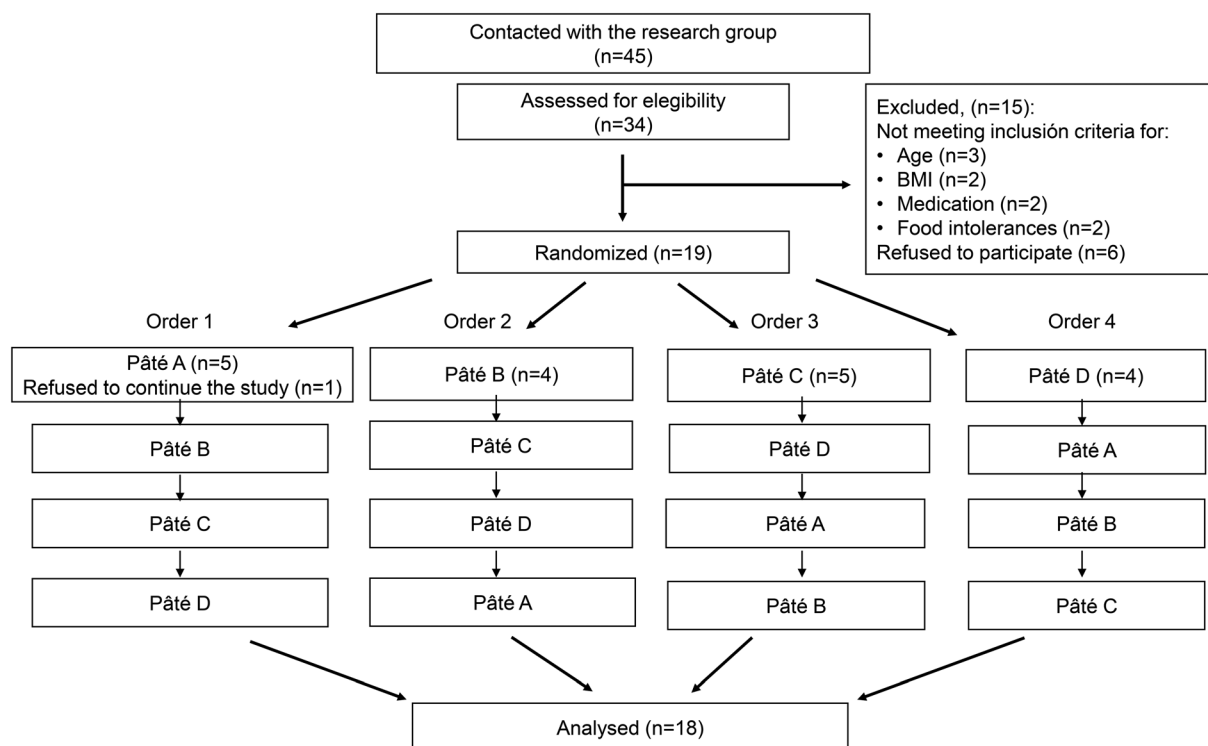 Contacted with the research group
(n=45)
Assessed for elegibility
(n=34)
Excluded, (n=15):
Not meeting inclusión criteria for:
• Age (n=3)
• BMI (n=2)
• Medication (n=2)
• Food intolerances (n=2)
Refused to participate (n=6)
Randomized (n=19)
Order 1
Order 2
Order 3
Order 4
Pâté A (n=5)
Refused to continue the study (n=1)
Pâté B (n=4)
Pâté C (n=5)
Pâté D (n=4)
Pâté B
Pâté C
Pâté D
Pâté A
Pâté C
Pâté D
Pâté A
Pâté B
Pâté D
Pâté A
Pâté B
Pâté C
Analysed (n=18)